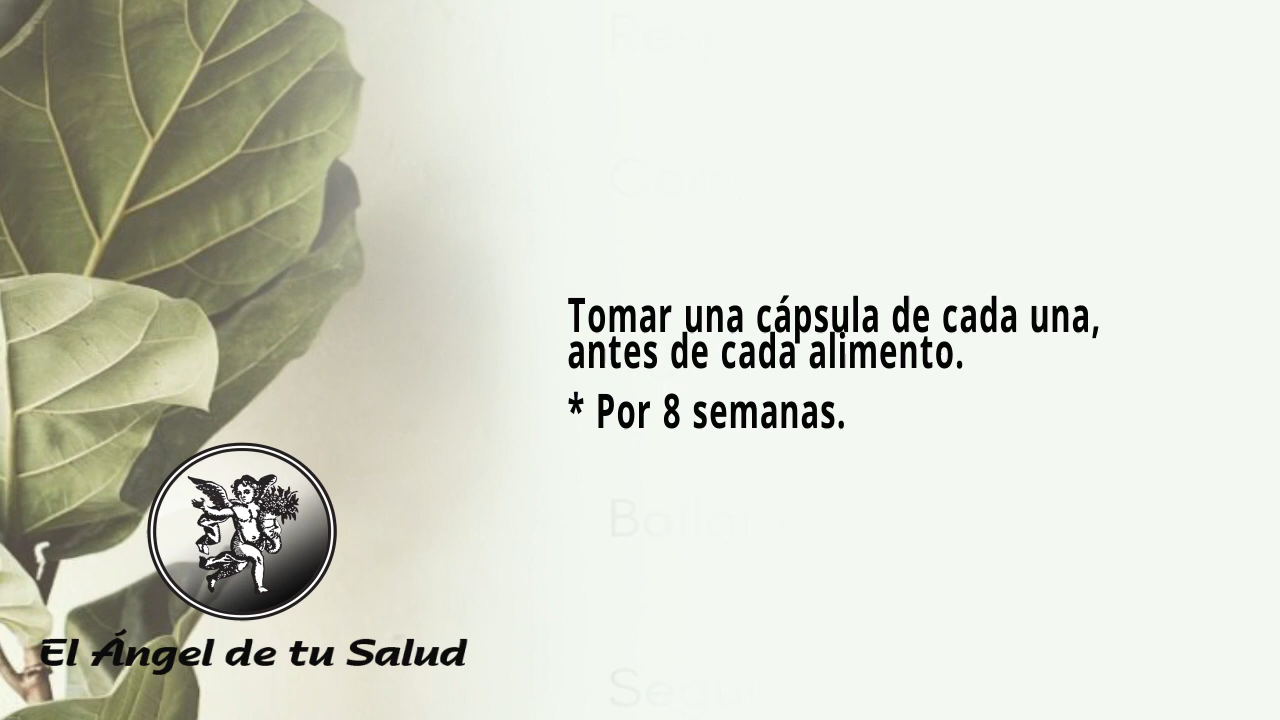 Tomar una cápsula de cada una,
antes de cada alimento.
* Por 8 semanas.
El Ángel de tu Salud